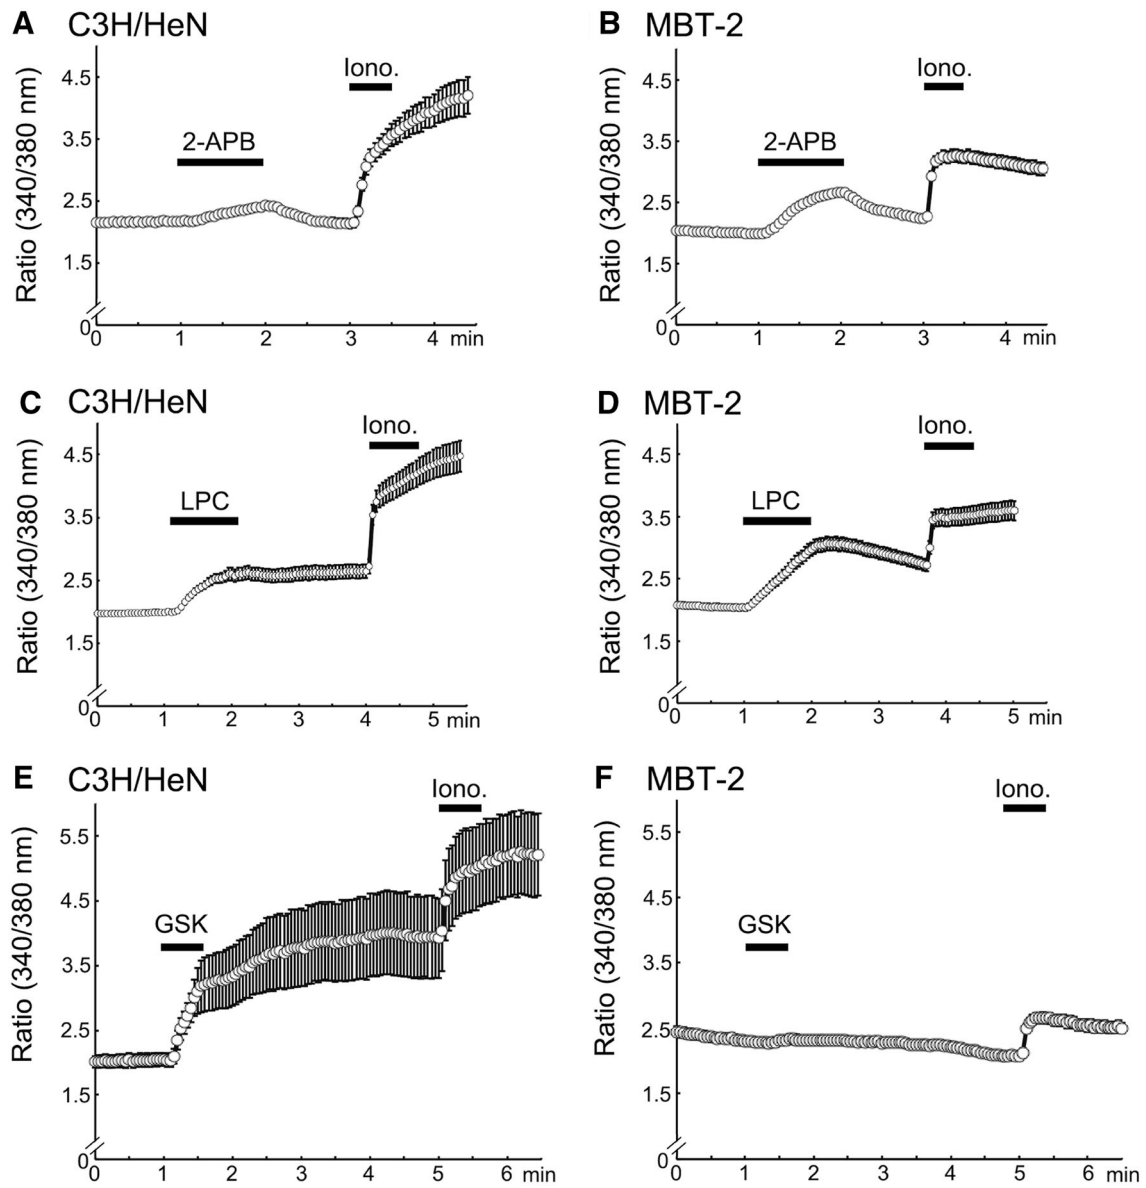 A C3H/HeN
Ratio (340/380 nm)
4.5
3.5
2.5
1.5
0
2-APB
Iono.
0 1 2 3 4 min
B MBT-2
Ratio (340/380 nm)
4.5
3.5
2.5
1.5
0
2-APB
Iono.
0 1 2 3 4 min
C C3H/HeN
Ratio (340/380 nm)
4.5
3.5
2.5
1.5
0
LPC
Iono.
0 1 2 3 4 5 min
D MBT-2
Ratio (340/380 nm)
4.5
3.5
2.5
1.5
0
LPC
Iono.
0 1 2 3 4 5 min
E C3H/HeN
Ratio (340/380 nm)
5.5
4.5
3.5
2.5
1.5
0
GSK
Iono.
0 1 2 3 4 5 6 min
F MBT-2
Ratio (340/380 nm)
5.5
4.5
3.5
2.5
1.5
0
GSK
Iono.
0 1 2 3 4 5 6 min